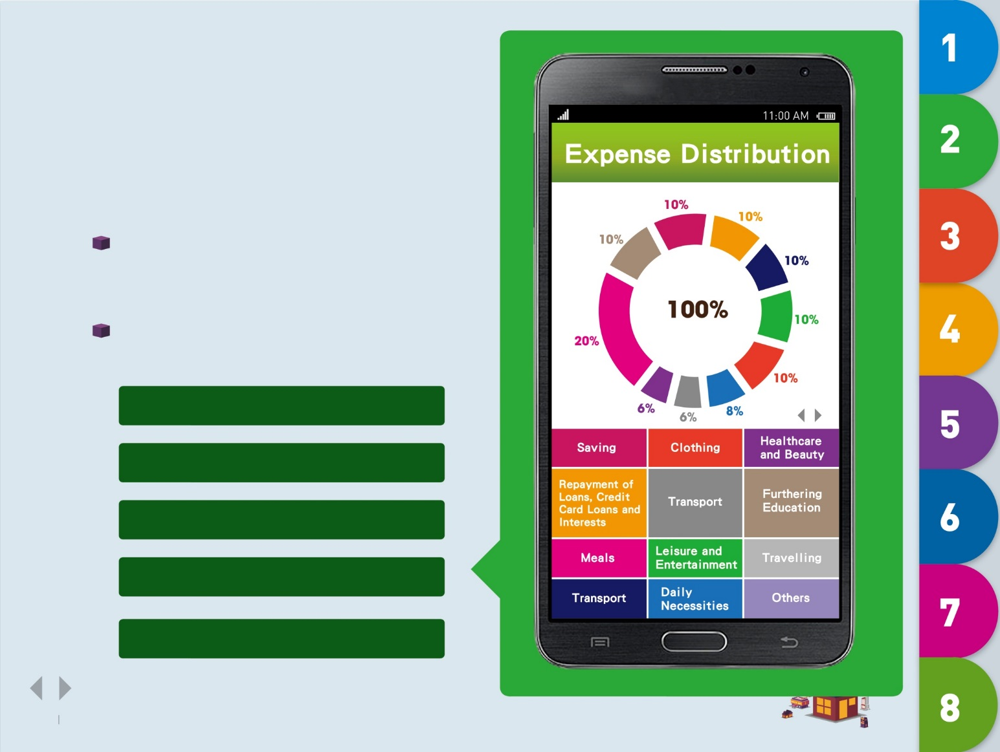 11:00 AM
Expense Distribution
10%
10%
10%
10%
10%
100%
20%
10%
6%
6%
8%
Saving
Clothing
Healthcare
and Beauty
Repayment of
Loans, Credit
Card Loans and
Interests
Transport
Furthering
Education
Meals
Leisure and
Entertainment
Travelling
Transport
Daily
Necessities
Others
1
2
3
4
5
6
7
8